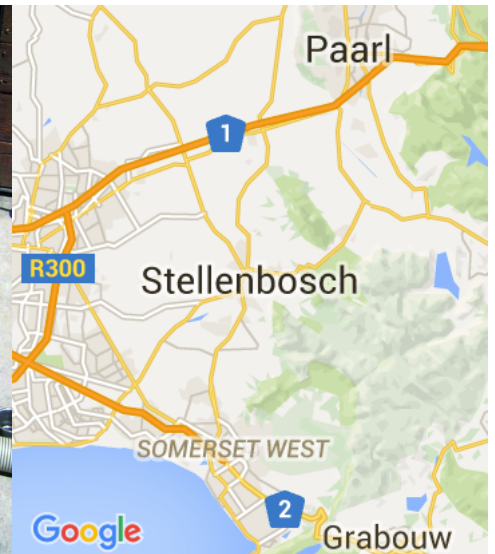 Paarl
1
R300
Stellenbosch
SOMERSET WEST
2
Google
Grabouw